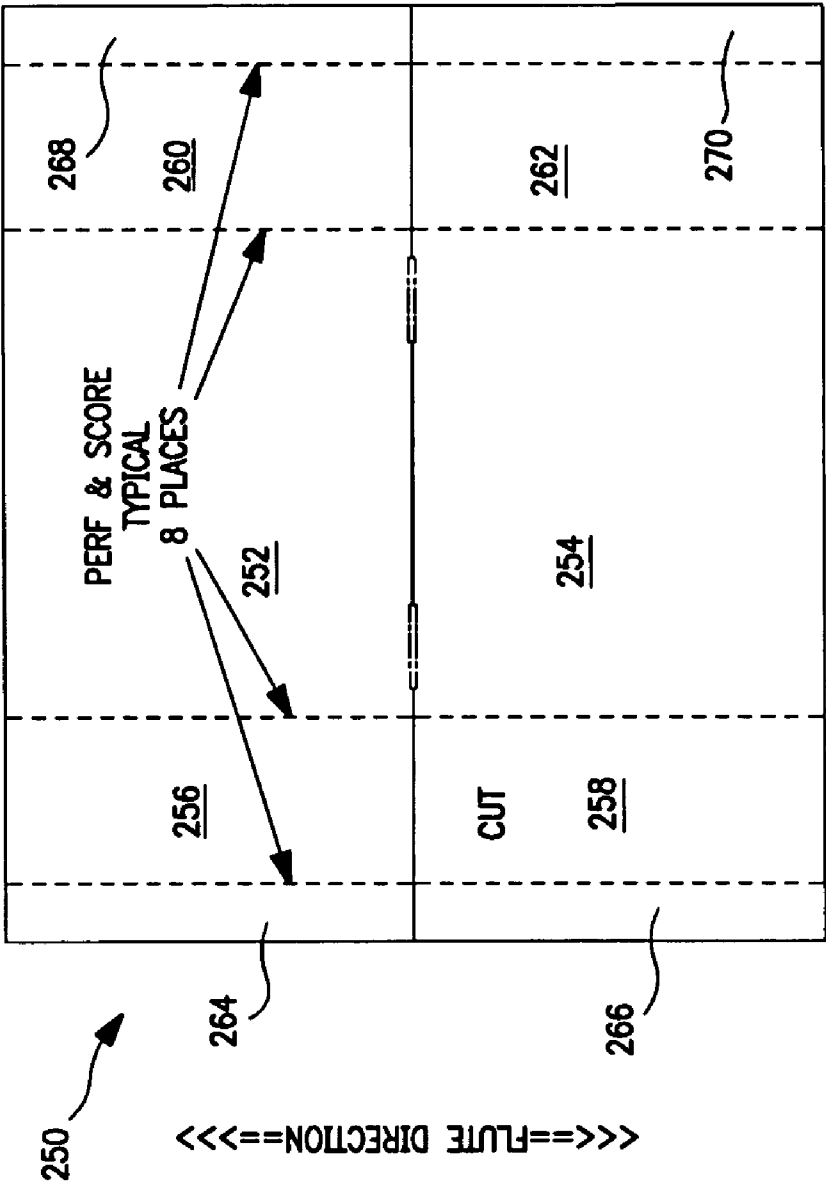 250
268
PERF & SCORE
TYPICAL
8 PLACES
260
256
264
252
<<<==FLUTE DIRECTION==>>>
CUT
262
254
258
266
270